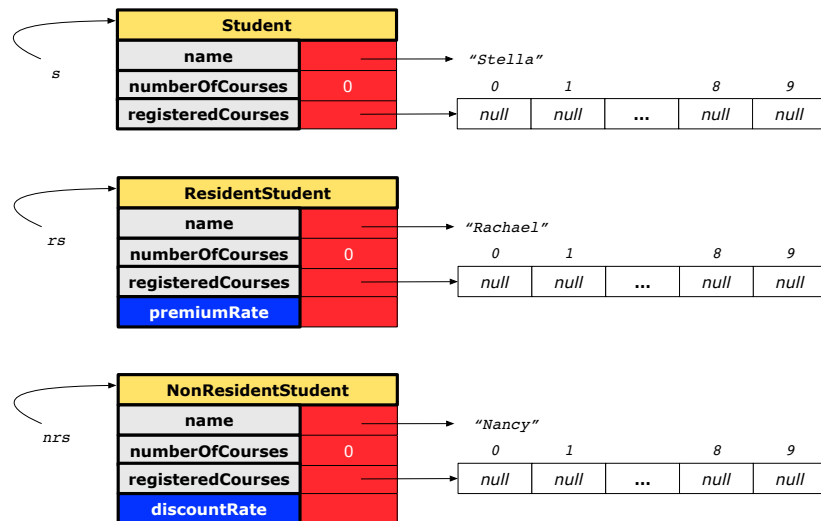 Student
name
"Stella"
s
numberOfCourses 0
0 1 8 9
registeredCourses
null null ... null null
ResidentStudent
name
"Rachael"
rs
numberOfCourses 0
0 1 8 9
registeredCourses
null null ... null null
premiumRate
NonResidentStudent
name
"Nancy"
nrs
numberOfCourses 0
0 1 8 9
registeredCourses
null null ... null null
discountRate